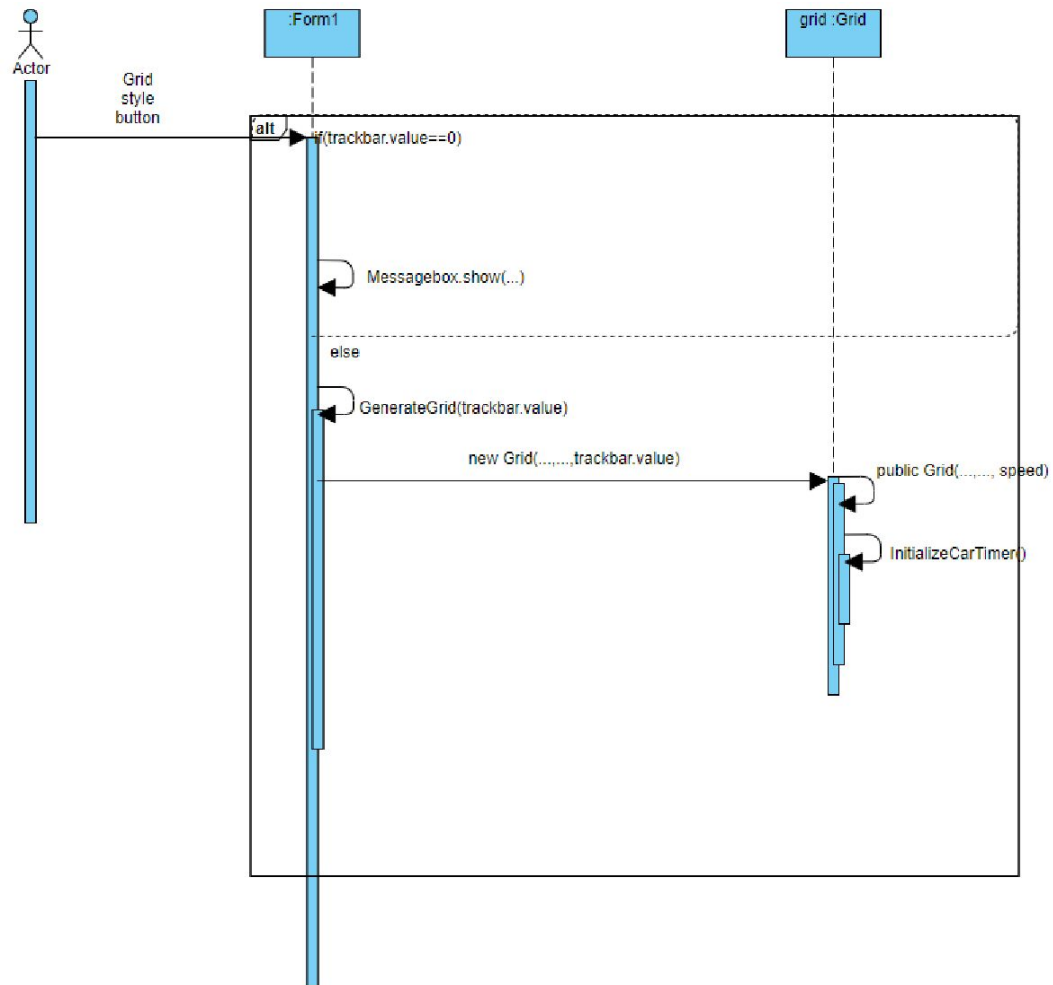 :Form1
grid :Grid
Actor
Grid
style
button
alt
if(trackbar.value==0)
Messagebox.show(...)
else
GenerateGrid(trackbar.value)
new Grid(...,...,trackbar.value)
public Grid(...,..., speed)
InitializeCarTimer()